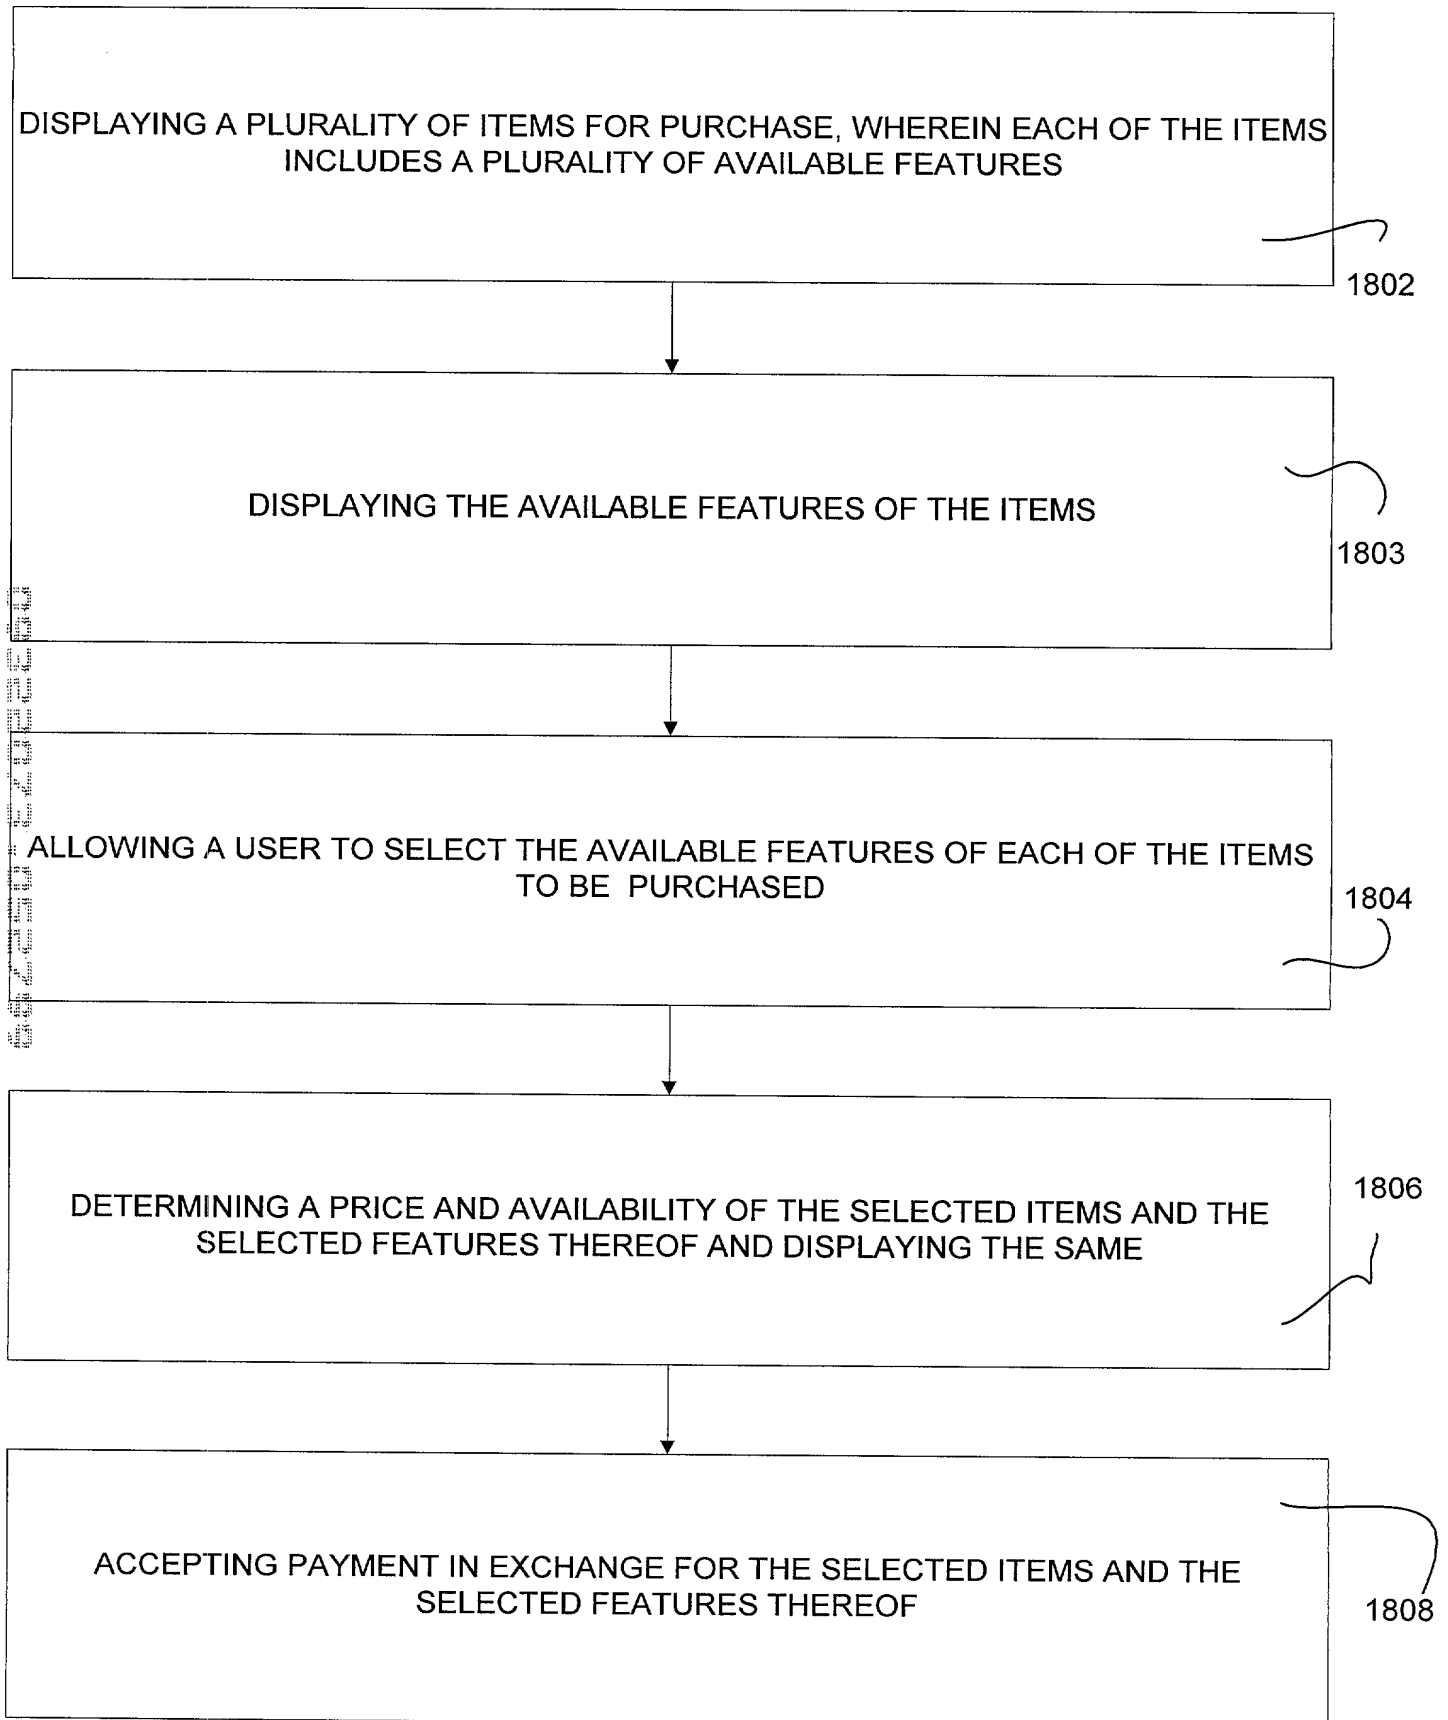 DISPLAYING A PLURALITY OF ITEMS FOR PURCHASE, WHEREIN EACH OF THE ITEMS
INCLUDES A PLURALITY OF AVAILABLE FEATURES
1802
DISPLAYING THE AVAILABLE FEATURES OF THE ITEMS
1803
ALLOWING A USER TO SELECT THE AVAILABLE FEATURES OF EACH OF THE ITEMS
TO BE PURCHASED
1804
DETERMINING A PRICE AND AVAILABILITY OF THE SELECTED ITEMS AND THE
SELECTED FEATURES THEREOF AND DISPLAYING THE SAME
1806
ACCEPTING PAYMENT IN EXCHANGE FOR THE SELECTED ITEMS AND THE
SELECTED FEATURES THEREOF
1808